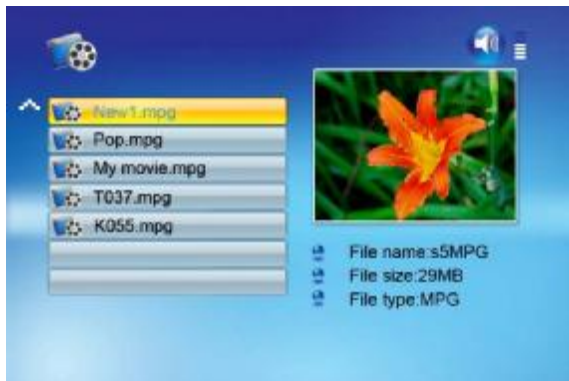 New1.mpg
Pop.mpg
My movie.mpg
T037.mpg
K055.mpg
File name:s5MPG
File size:29MB
File type:MPG